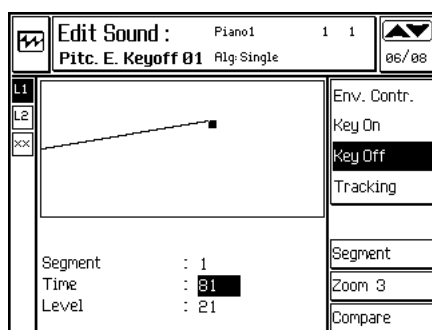 Edit Sound : Piano1 1 1
Pitc. E. Keyoff 01 Alg: Single 06/08
L1
L2
xx
Env. Contr.
Key On
Key Off
Tracking
Segment
Zoom 3
Compare
Segment : 1
Time : 81
Level : 21